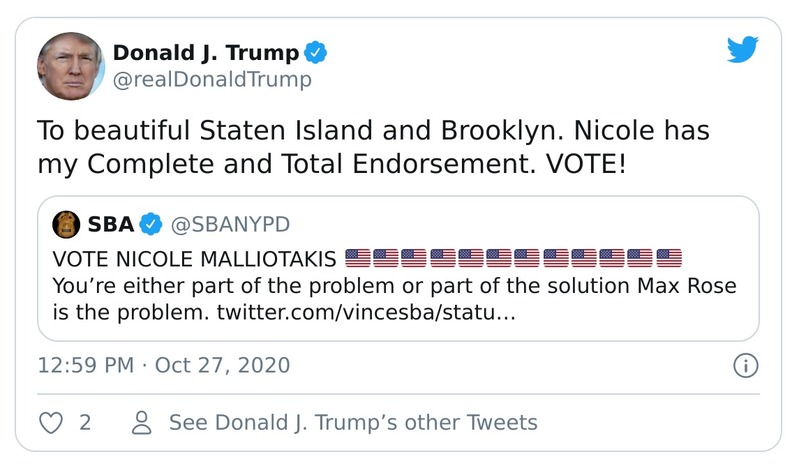 Donald J. Trump
@realDonaldTrump
To beautiful Staten Island and Brooklyn. Nicole has
my Complete and Total Endorsement. VOTE!
SBA @SBANYPD
VOTE NICOLE MALLIOTAKIS 🇺🇸🇺🇸🇺🇸🇺🇸🇺🇸🇺🇸🇺🇸🇺🇸🇺🇸🇺🇸🇺🇸🇺🇸
You’re either part of the problem or part of the solution Max Rose
is the problem. twitter.com/vincesba/statu…
12:59 PM · Oct 27, 2020
2 See Donald J. Trump’s other Tweets